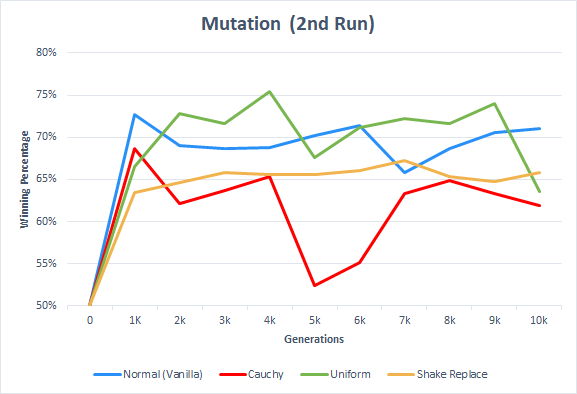 Mutation (2nd Run)
80%
75%
70%
65%
60%
55%
50%
Winning Percentage
0 1k 2k 3k 4k 5k 6k 7k 8k 9k 10k
Generations
Normal (Vanilla) Cauchy Uniform Shake Replace